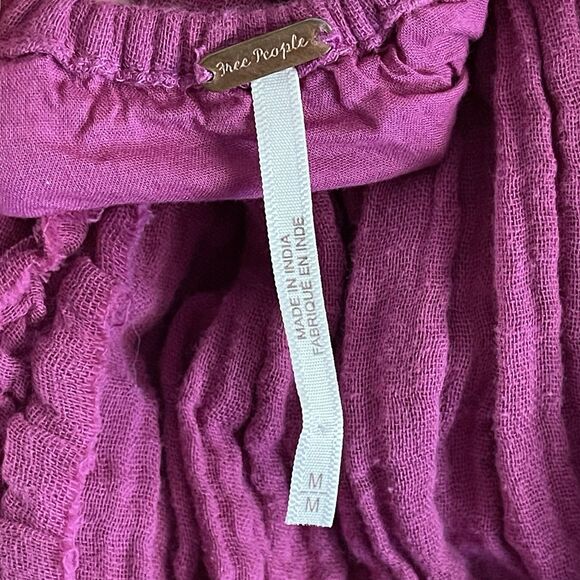 Free People
MADE IN INDIA
FABRIQUÉ EN INDE
M
M